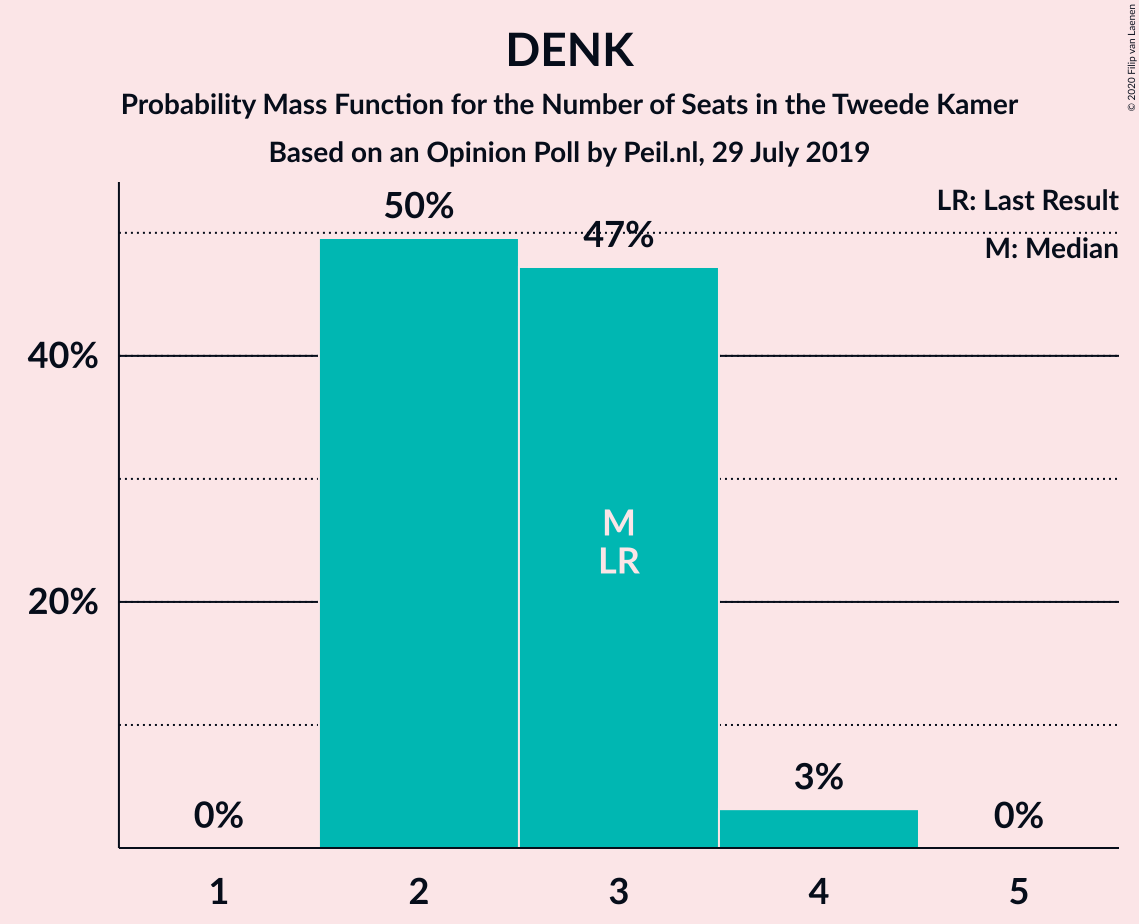 DENK
Probability Mass Function for the Number of Seats in the Tweede Kamer
Based on an Opinion Poll by Peil.nl, 29 July 2019
© 2020 Filip van Laenen
LR: Last Result
M: Median
50%
47%
40%
M
LR
20%
3%
0%
0%
1
2
3
4
5